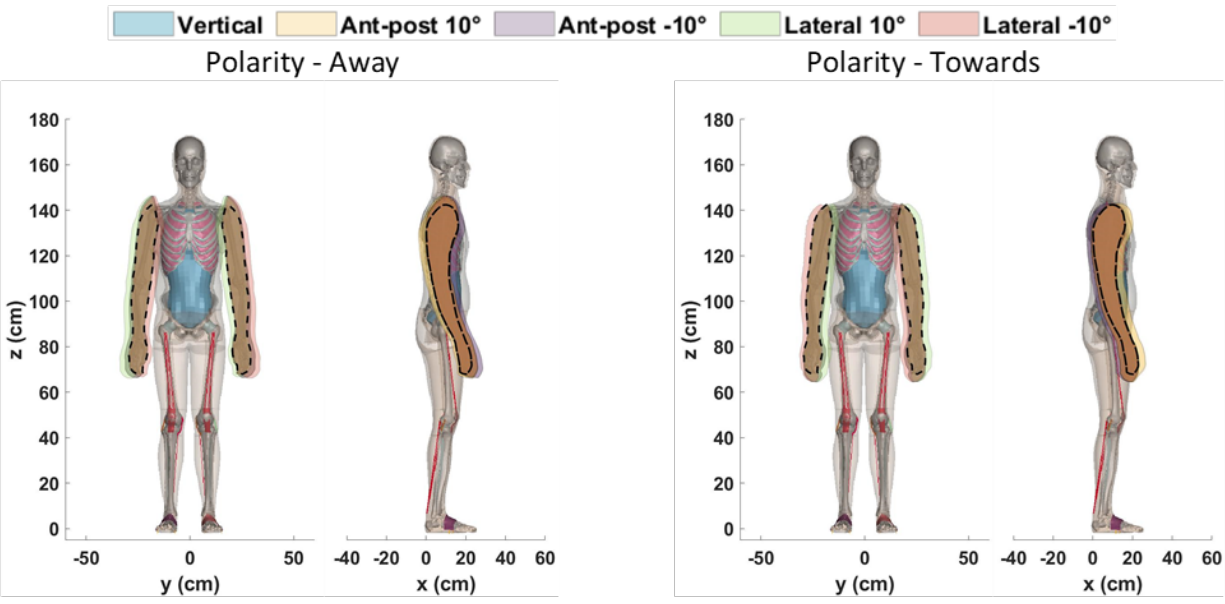 Vertical Ant-post 10° Ant-post -10° Lateral 10° Lateral -10°
Polarity - Away
Polarity - Towards
180
160
140
120
100
80
60
40
20
0
z (cm)
-50 0 50
y (cm)
-40 -20 0 20 40 60
x (cm)
180
160
140
120
100
80
60
40
20
0
z (cm)
-50 0 50
y (cm)
-40 -20 0 20 40 60
x (cm)